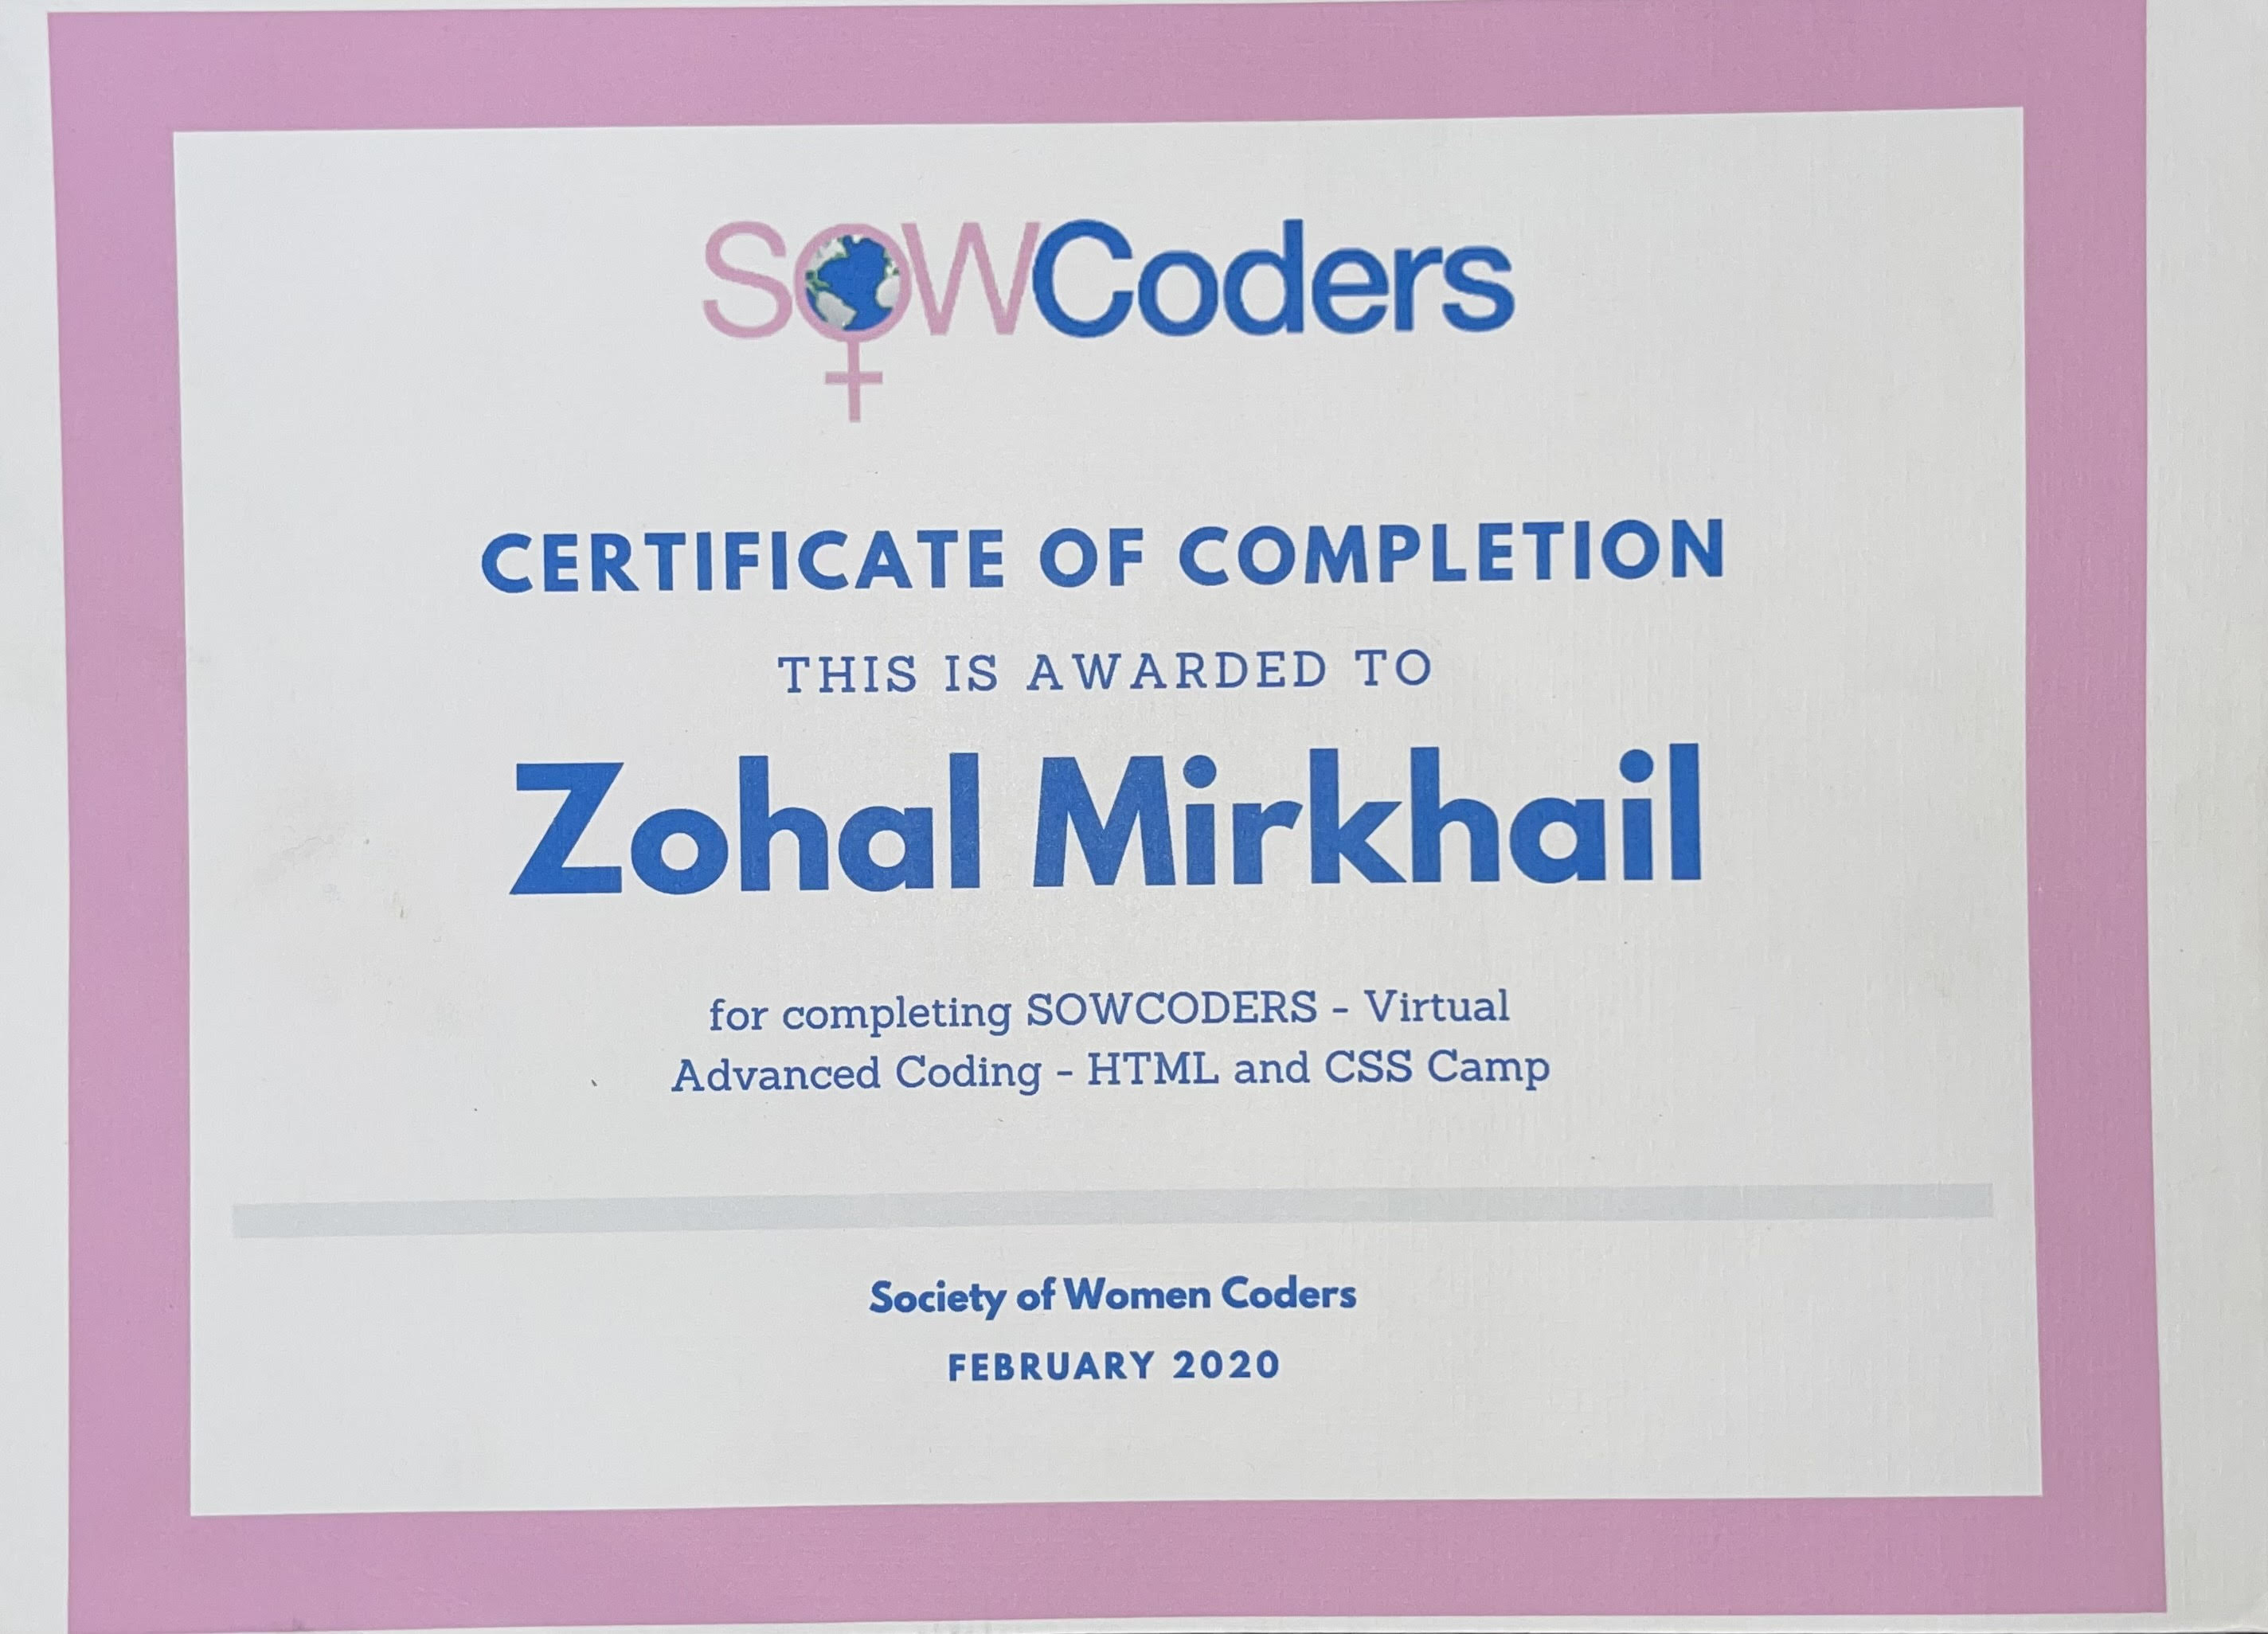 SOWCoders
CERTIFICATE OF COMPLETION
THIS IS AWARDED TO
Zohal Mirkhail
for completing SOWCODERS - Virtual
Advanced Coding - HTML and CSS Camp
Society of Women Coders
FEBRUARY 2020